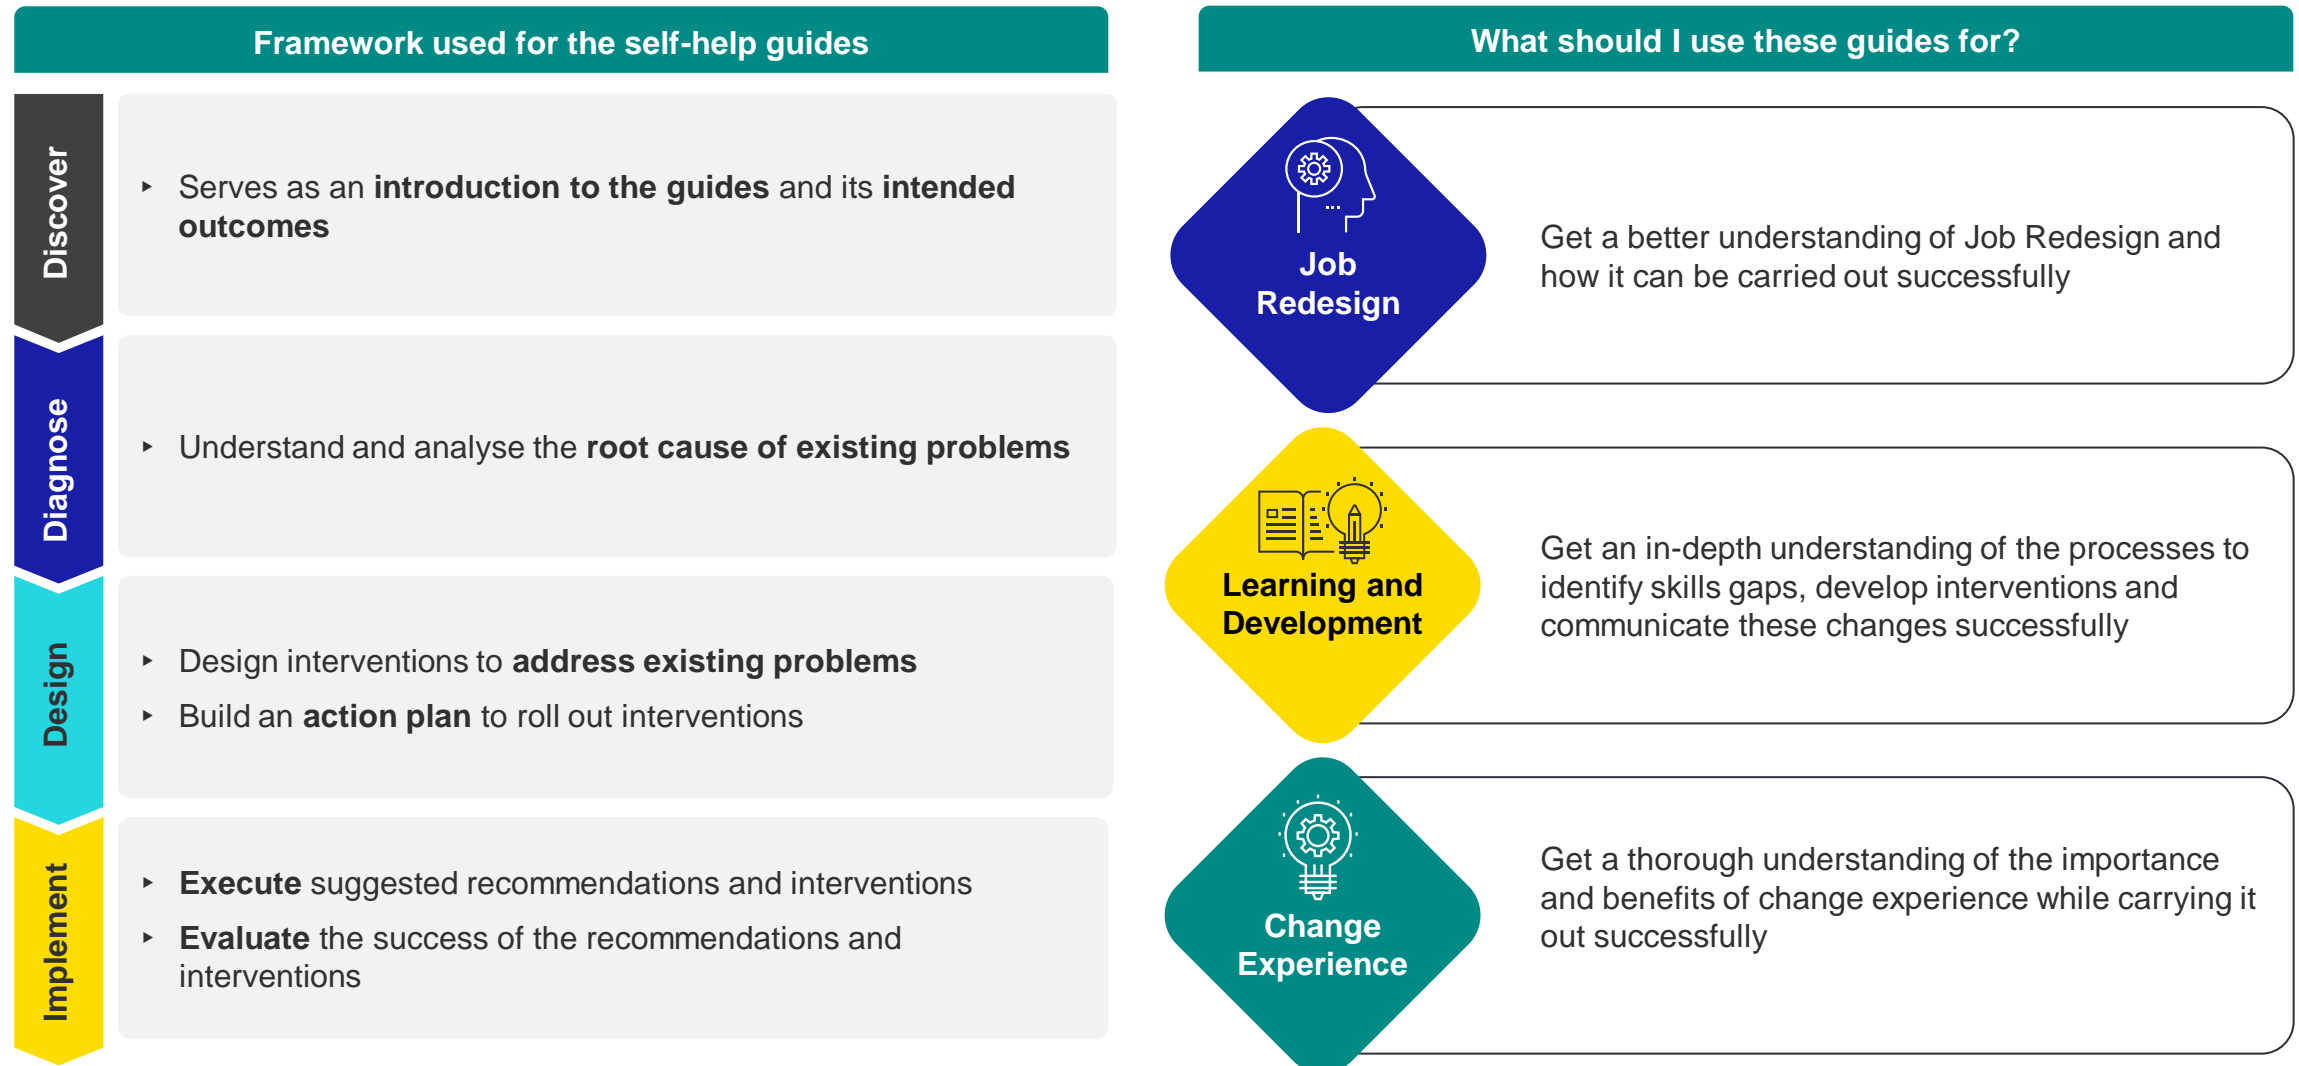 Framework used for the self-help guides
Discover
‣ Serves as an introduction to the guides and its intended
outcomes
Diagnose
‣ Understand and analyse the root cause of existing problems
Design
‣ Design interventions to address existing problems
‣ Build an action plan to roll out interventions
Implement
‣ Execute suggested recommendations and interventions
‣ Evaluate the success of the recommendations and
interventions
What should I use these guides for?
Job
Redesign
Get a better understanding of Job Redesign and
how it can be carried out successfully
Learning and
Development
Get an in-depth understanding of the processes to
identify skills gaps, develop interventions and
communicate these changes successfully
Change
Experience
Get a thorough understanding of the importance
and benefits of change experience while carrying it
out successfully